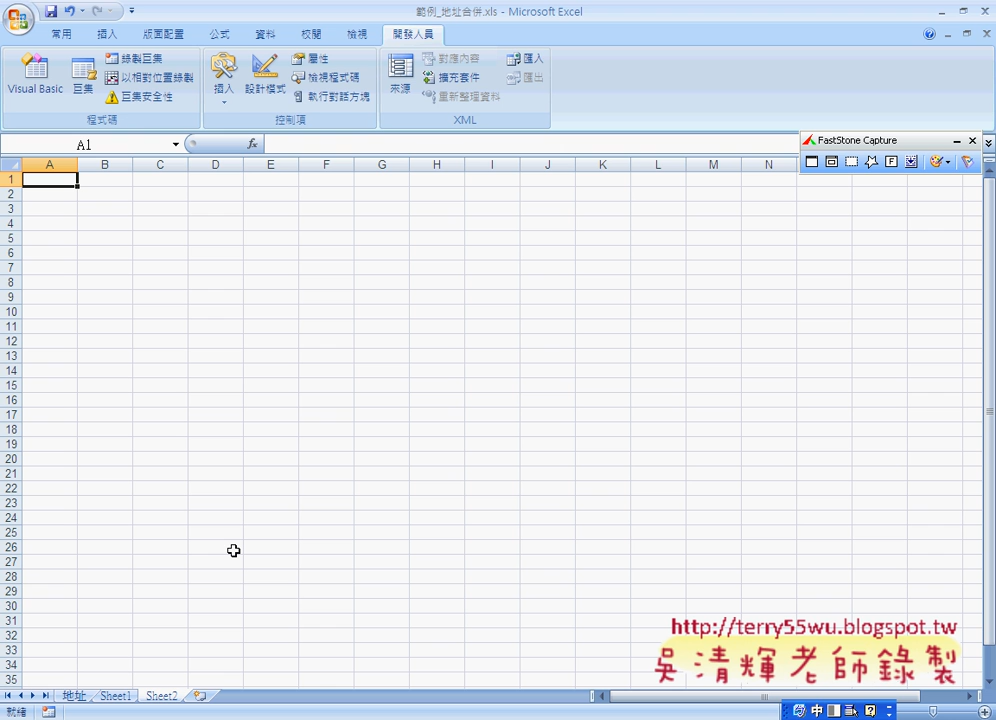 範例_地址合併.xls - Microsoft Excel
常用 插入 版面配置 公式 資料 校閱 檢視 開發人員
Visual Basic 巨集 錄製巨集 以相對位置錄製 巨集安全性 程式碼
插入 設計模式 屬性 檢視程式碼 執行對話方塊 控制項
來源 對應內容 擴充套件 重新整理資料 匯入 匯出 XML
A1 fx
FastStone Capture
A B C D E F G H I J K L M N
1
2
3
4
5
6
7
8
9
10
11
12
13
14
15
16
17
18
19
20
21
22
23
24
25
26
27
28
29
30
31
32
33
34
35
http://terry55wu.blogspot.tw
吳清輝老師錄製
地址 Sheet1 Sheet2
就緒 中